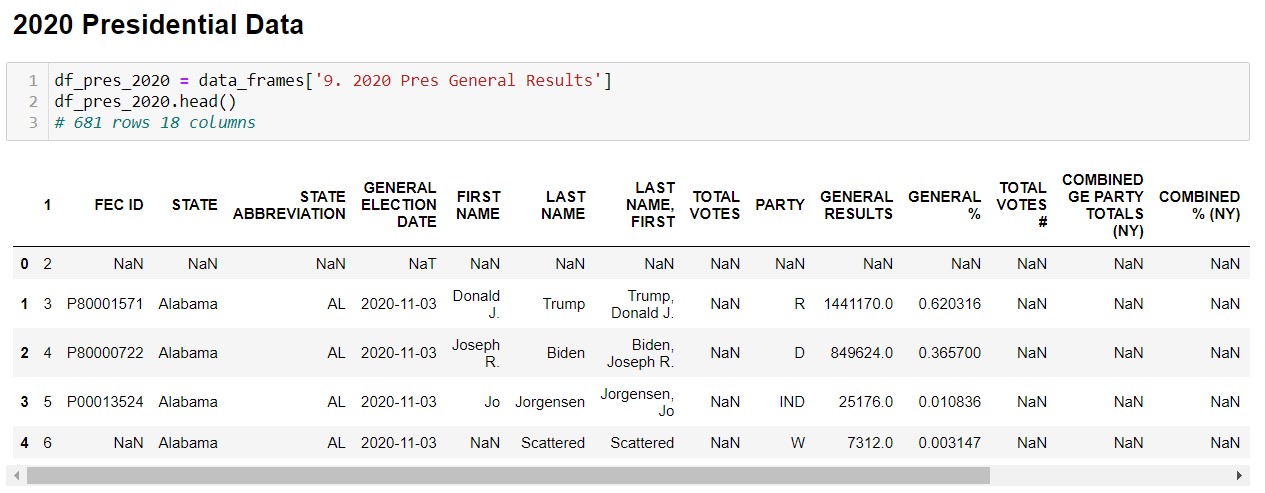 2020 Presidential Data
1 df_pres_2020 = data_frames['9. 2020 Pres General Results']
2 df_pres_2020.head()
3 # 681 rows 18 columns
1 FEC ID STATE STATE ABBREVIATION GENERAL ELECTION DATE FIRST NAME LAST NAME LAST NAME, FIRST TOTAL VOTES PARTY GENERAL RESULTS GENERAL % TOTAL VOTES # COMBINED GE PARTY TOTALS (NY) COMBINED % (NY)
0 2 NaN NaN NaN NaT NaN NaN NaN NaN NaN NaN NaN NaN NaN NaN
1 3 P80001571 Alabama AL 2020-11-03 Donald J. Trump Trump, Donald J. NaN R 1441170.0 0.620316 NaN NaN NaN
2 4 P80000722 Alabama AL 2020-11-03 Joseph R. Biden Biden, Joseph R. NaN D 849624.0 0.365700 NaN NaN NaN
3 5 P00013524 Alabama AL 2020-11-03 Jo Jorgensen Jorgensen, Jo NaN IND 25176.0 0.010836 NaN NaN NaN
4 6 NaN Alabama AL 2020-11-03 NaN Scattered Scattered NaN W 7312.0 0.003147 NaN NaN NaN